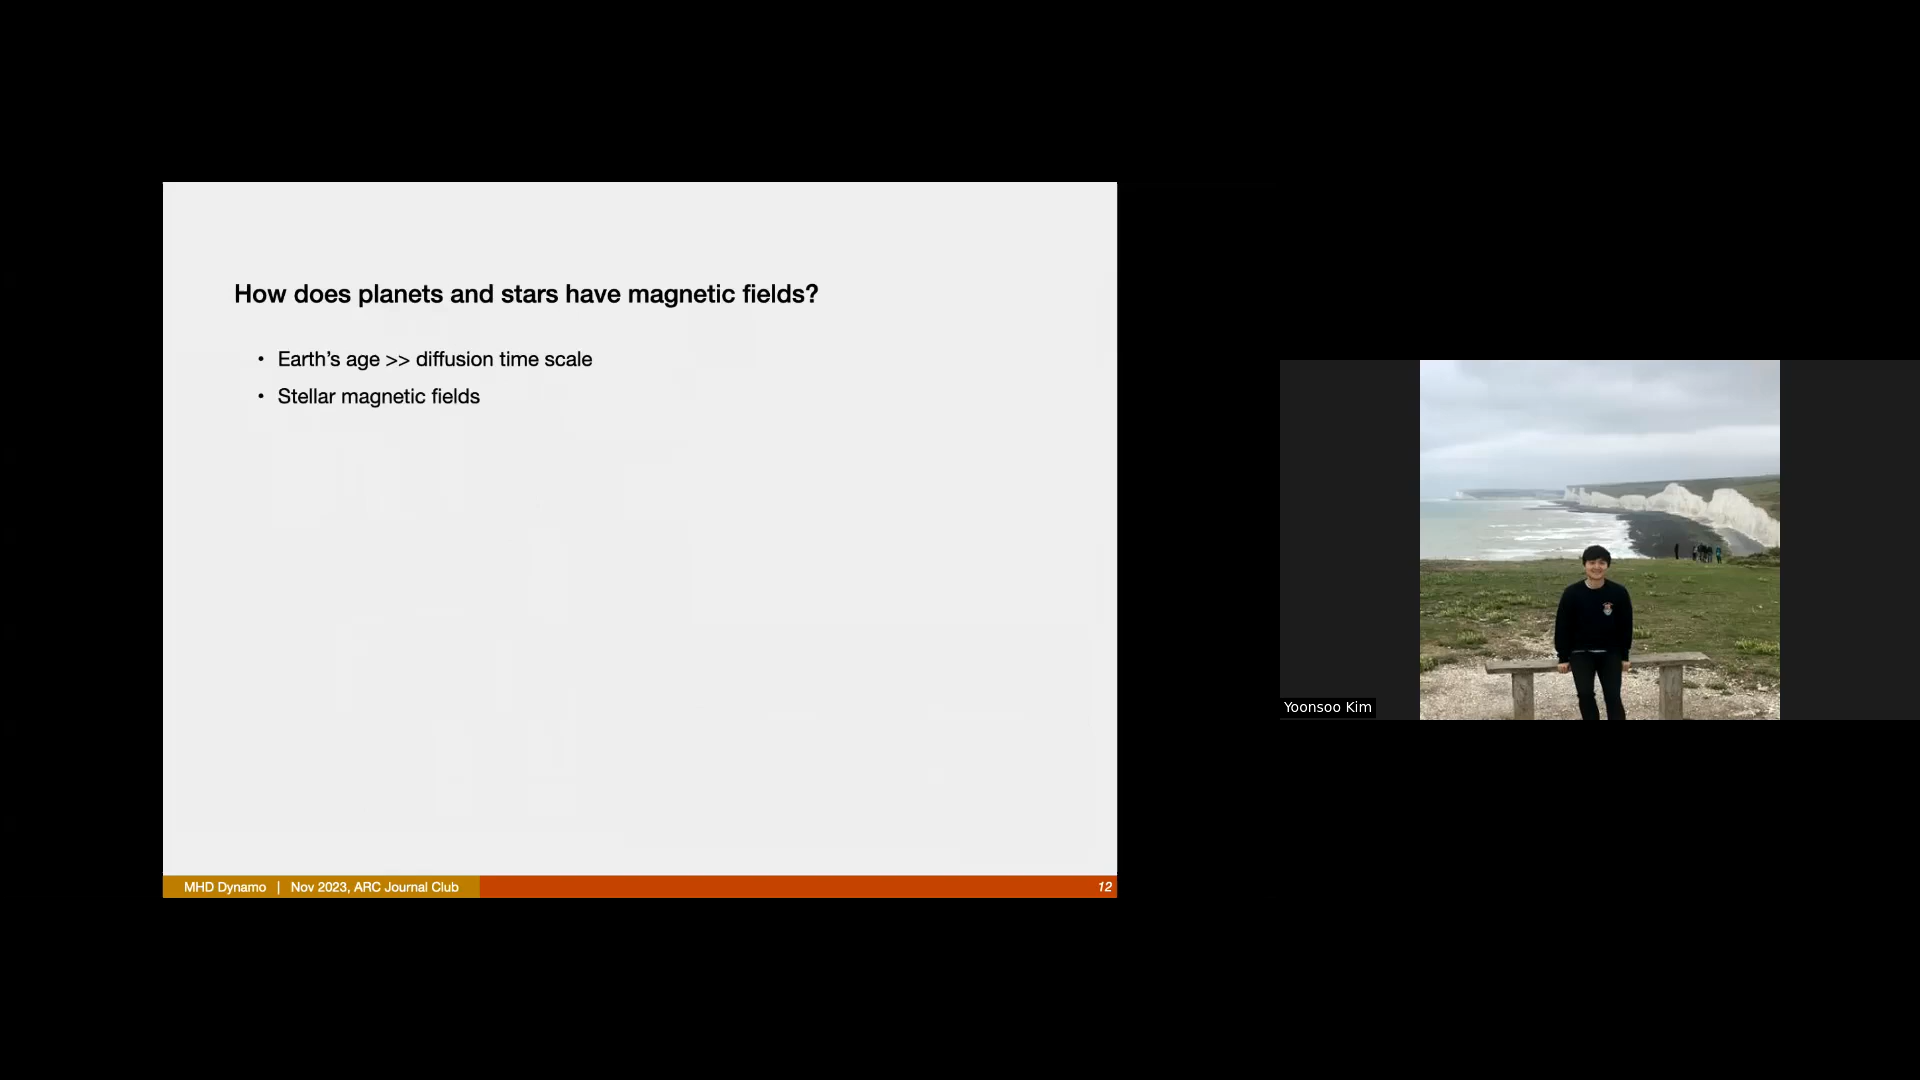 How does planets and stars have magnetic fields?
• Earth’s age >> diffusion time scale
• Stellar magnetic fields
MHD Dynamo | Nov 2023, ARC Journal Club
12
Yoonsoo Kim